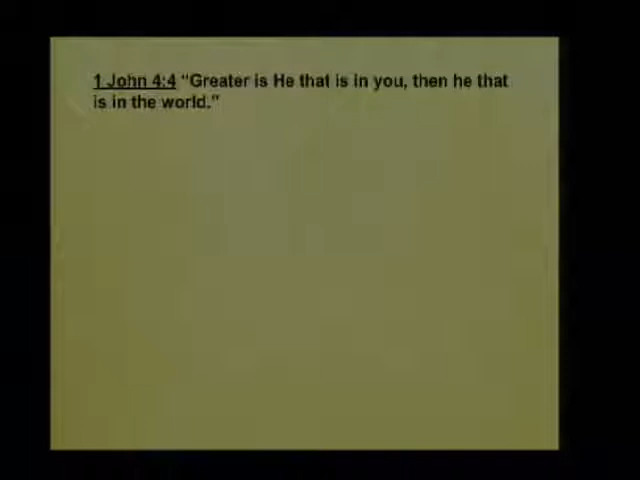 1 John 4:4 "Greater is He that is in you, then he that
is in the world."